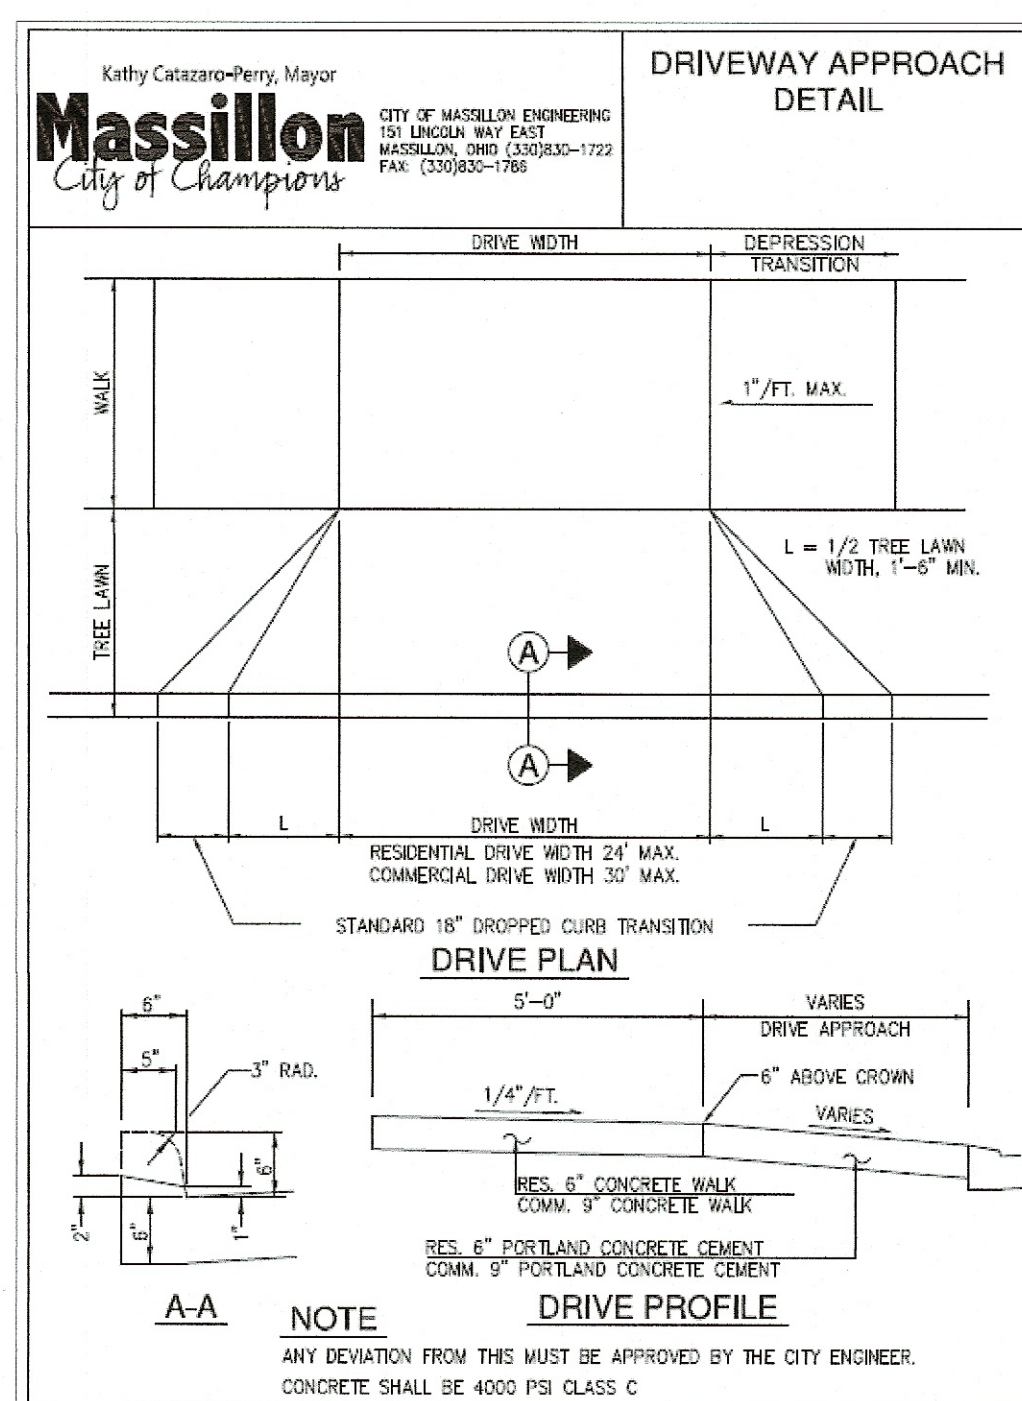 Kathy Catazaro-Perry, Mayor
Massillon
City of Champions
CITY OF MASSILLON ENGINEERING
151 LINCOLN WAY EAST
MASSILLON, OHIO (330)830-1722
FAX: (330)830-1786
DRIVEWAY APPROACH
DETAIL
DRIVE WIDTH
DEPRESSION
TRANSITION
WALK
1"/FT. MAX.
TREE LAWN
L = 1/2 TREE LAWN
WIDTH, 1'-6" MIN.
A
A
L
DRIVE WIDTH
L
RESIDENTIAL DRIVE WIDTH 24' MAX.
COMMERCIAL DRIVE WIDTH 30' MAX.
STANDARD 18" DROPPED CURB TRANSITION
DRIVE PLAN
6"
5"
3" RAD.
6"
2"
6"
1"
A-A
5'-0"
VARIES
DRIVE APPROACH
6" ABOVE CROWN
1/4"/FT.
VARIES
RES. 6" CONCRETE WALK
COMM. 9" CONCRETE WALK
RES. 6" PORTLAND CONCRETE CEMENT
COMM. 9" PORTLAND CONCRETE CEMENT
DRIVE PROFILE
NOTE
ANY DEVIATION FROM THIS MUST BE APPROVED BY THE CITY ENGINEER.
CONCRETE SHALL BE 4000 PSI CLASS C